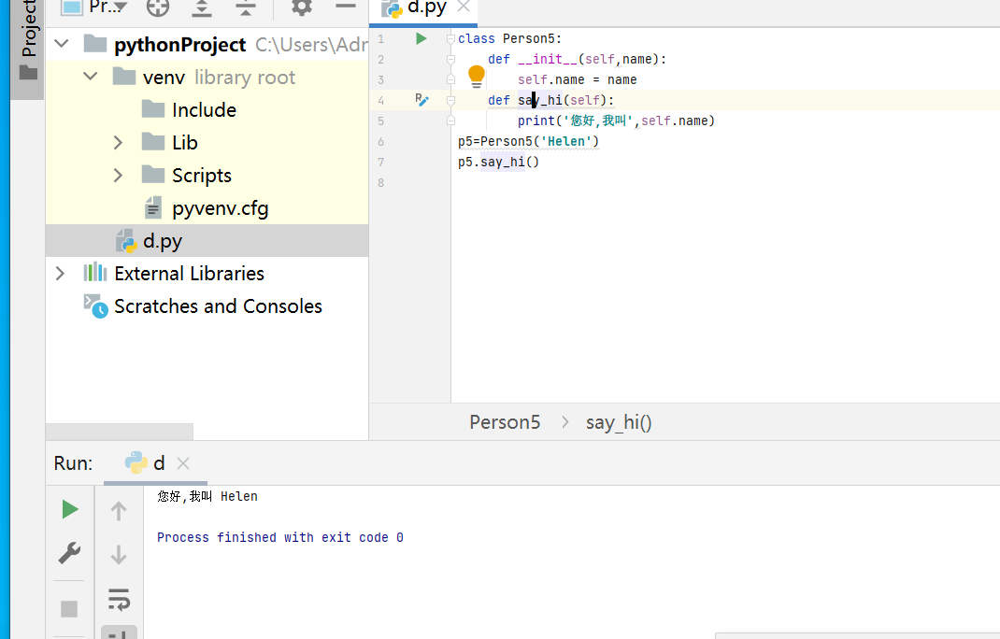 Project
Pr...
d.py
pythonProject C:\Users\Adr
venv library root
Include
Lib
Scripts
pyvenv.cfg
d.py
External Libraries
Scratches and Consoles
1 class Person5:
2 def __init__(self,name):
3 self.name = name
4 def say_hi(self):
5 print('您好,我叫',self.name)
6 p5=Person5('Helen')
7 p5.say_hi()
8
Person5 say_hi()
Run: d
您好,我叫 Helen
Process finished with exit code 0